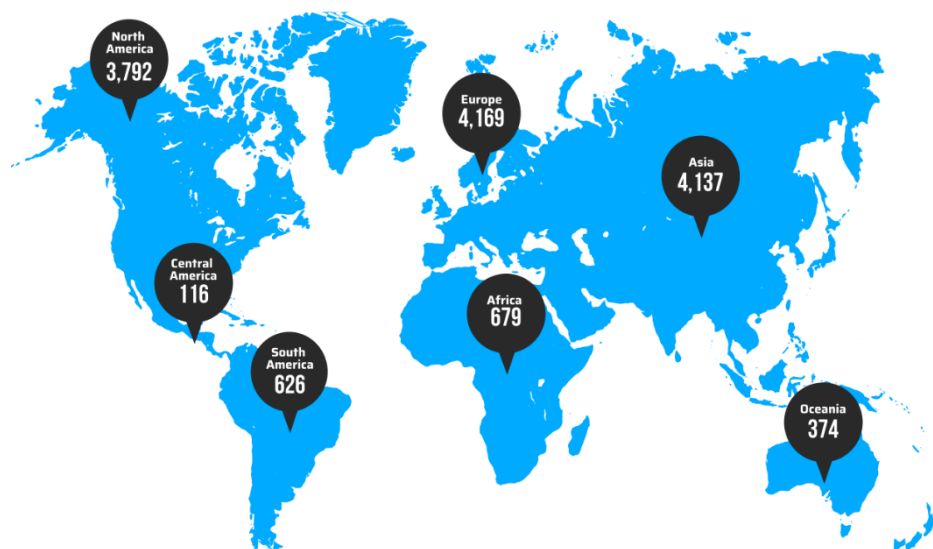 North
America
3,792
Europe
4,169
Asia
4,137
Central
America
116
Africa
679
South
America
626
Oceania
374